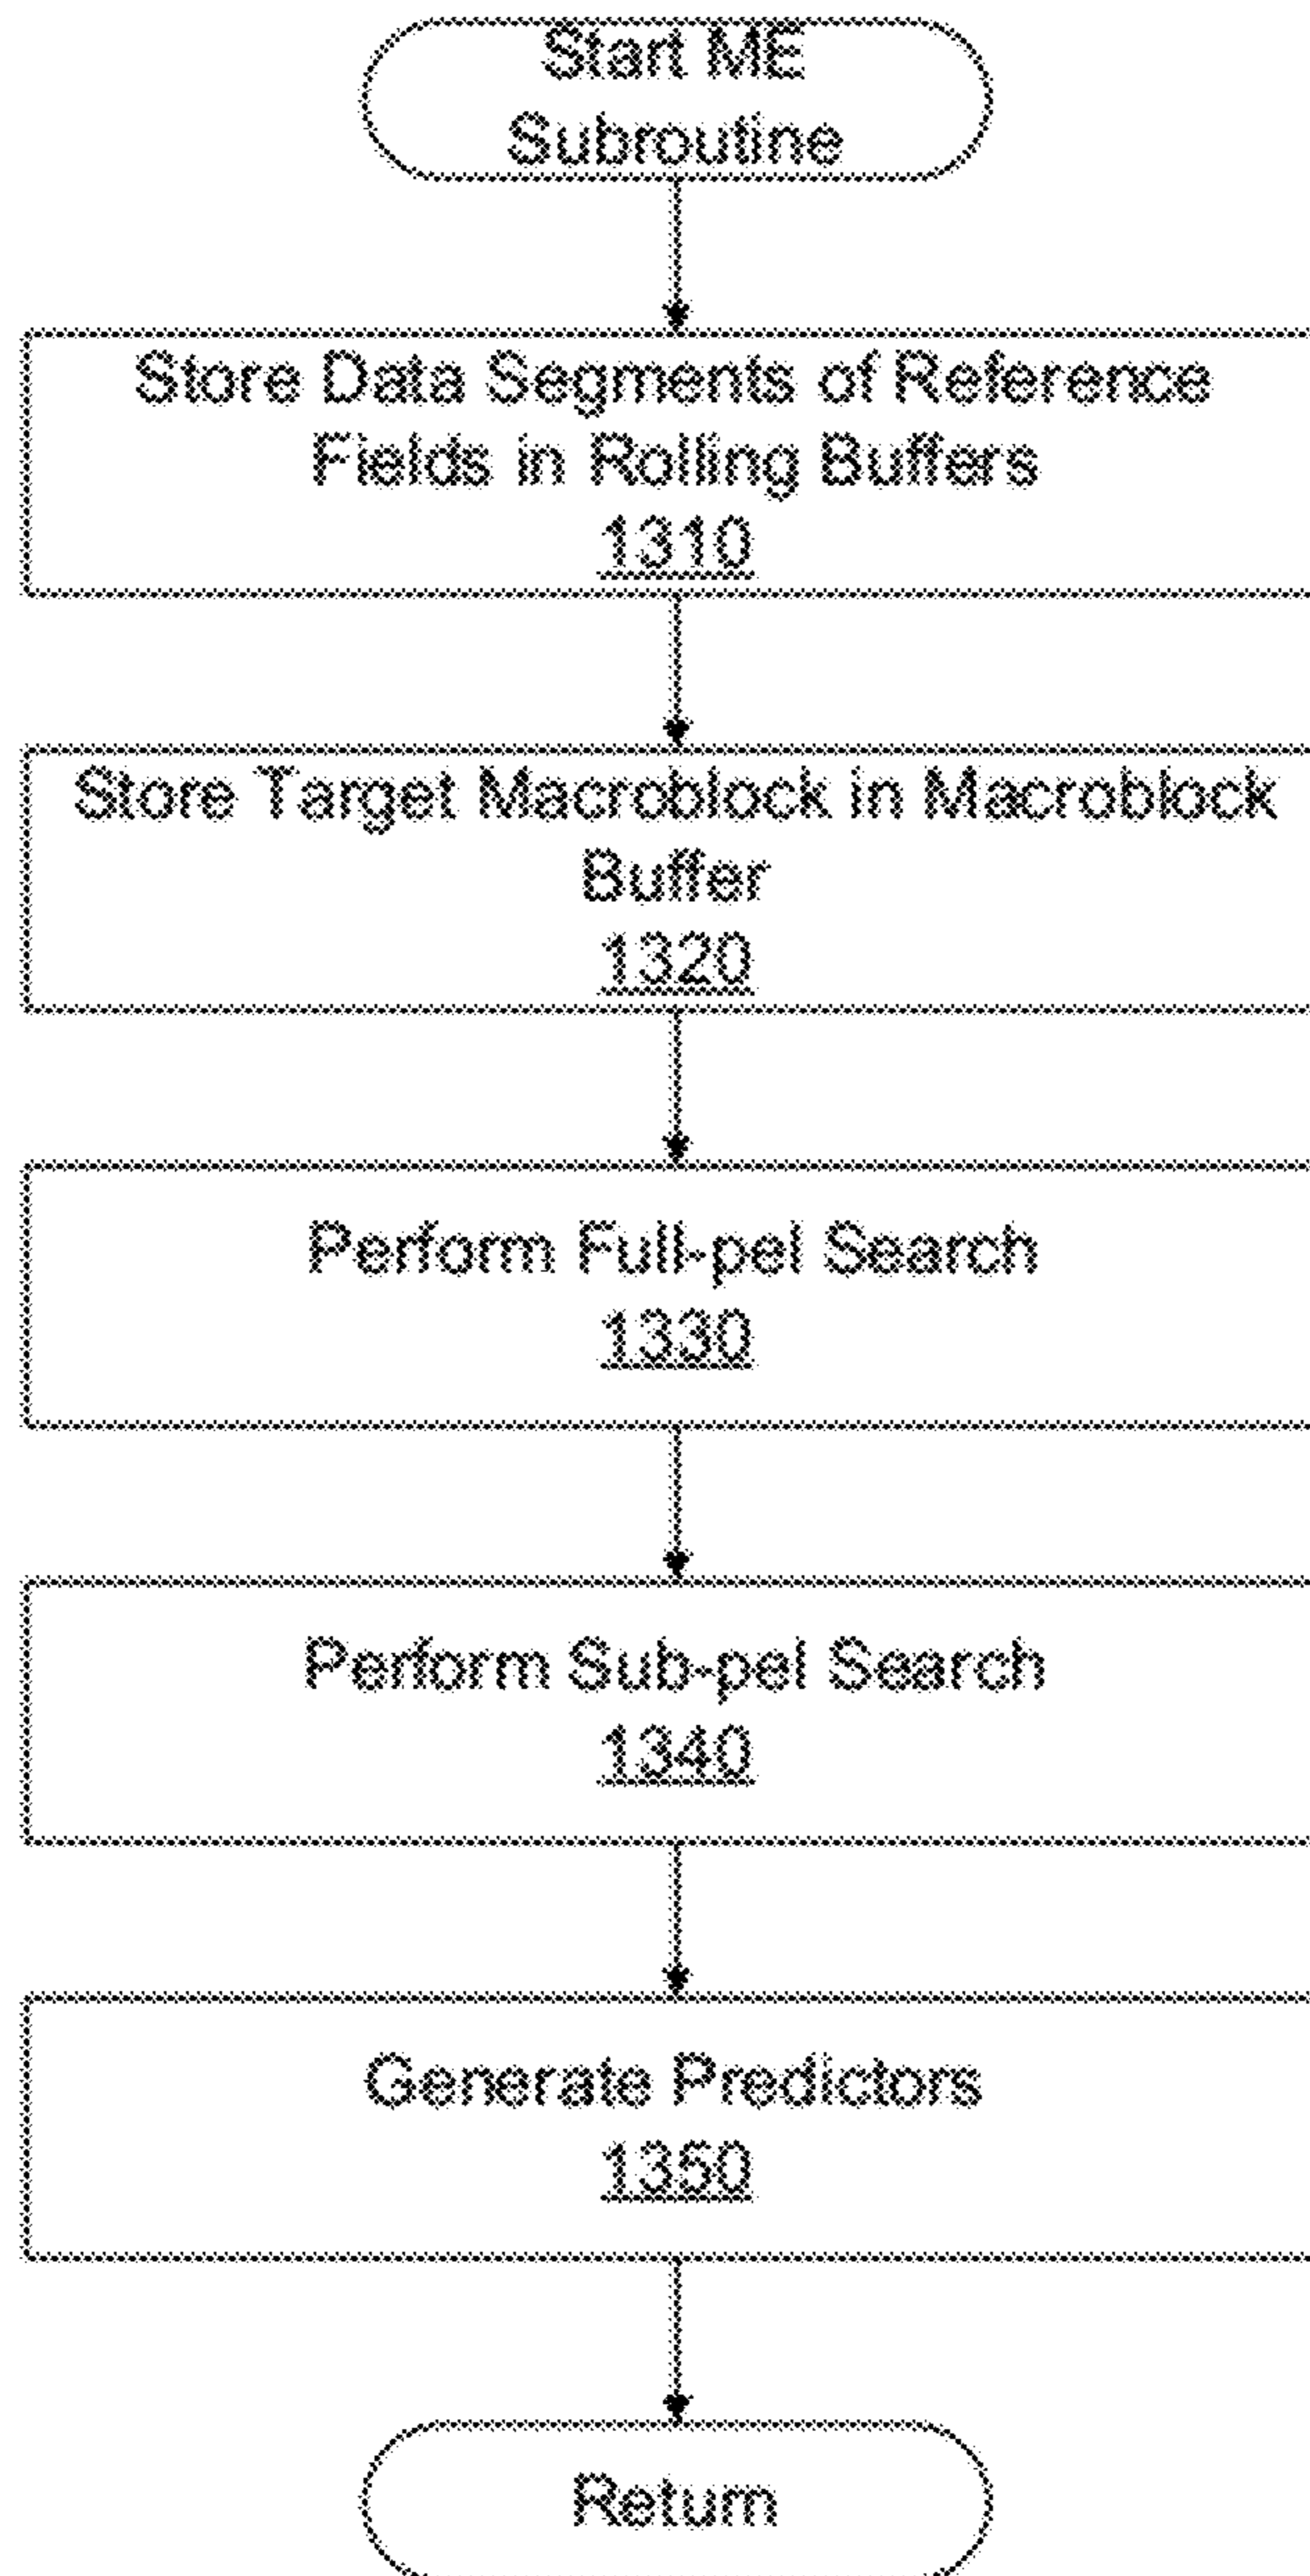 Start ME
Subroutine
Store Data Segments of Reference
Fields in Rolling Buffers
1310
Store Target Macroblock in Macroblock
Buffer
1320
Perform Full-pel Search
1330
Perform Sub-pel Search
1340
Generate Predictors
1350
Return